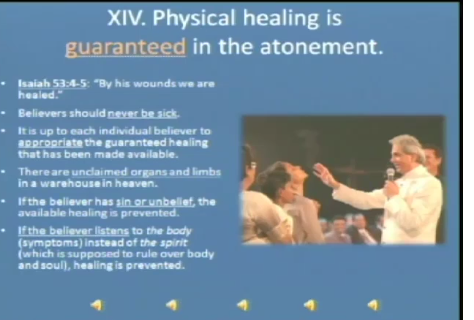 XIV. Physical healing is
guaranteed in the atonement.
• Isaiah 53:4-5: "By his wounds we are
healed."
• Believers should never be sick.
• It is up to each individual believer to
appropriate the guaranteed healing
that has been made available.
• There are unclaimed organs and limbs
in a warehouse in heaven.
• If the believer has sin or unbelief, the
available healing is prevented.
• If the believer listens to the body
(symptoms) instead of the spirit
(which is supposed to rule over body
and soul), healing is prevented.